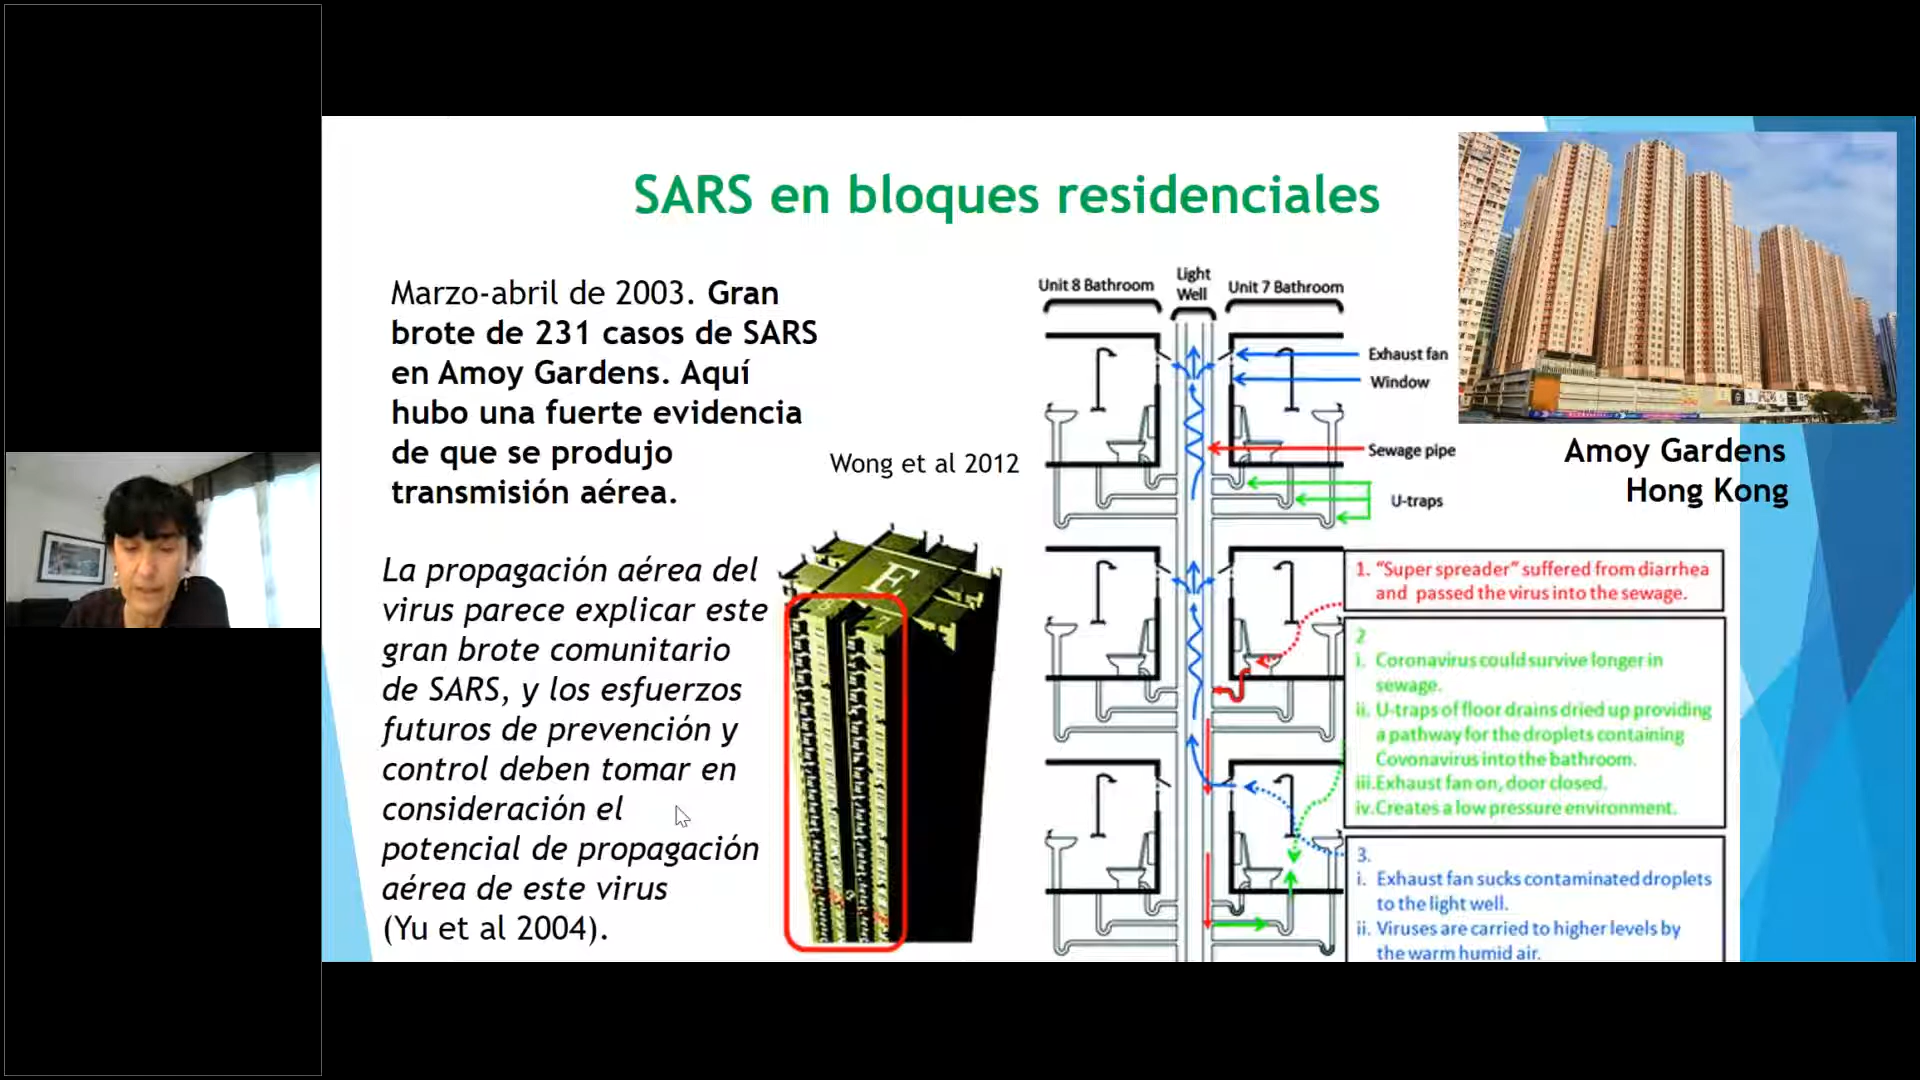 SARS en bloques residenciales
Marzo-abril de 2003. Gran
brote de 231 casos de SARS
en Amoy Gardens. Aquí
hubo una fuerte evidencia
de que se produjo
transmisión aérea.
Wong et al 2012
La propagación aérea del
virus parece explicar este
gran brote comunitario
de SARS, y los esfuerzos
futuros de prevención y
control deben tomar en
consideración el
potencial de propagación
aérea de este virus
(Yu et al 2004).
E
8
7
Unit 8 Bathroom
Light
Well
Unit 7 Bathroom
Exhaust fan
Window
Sewage pipe
U-traps
Amoy Gardens
Hong Kong
1. “Super spreader” suffered from diarrhea
and passed the virus into the sewage.
2
i. Coronavirus could survive longer in
sewage.
ii. U-traps of floor drains dried up providing
a pathway for the droplets containing
Covonavirus into the bathroom.
iii.Exhaust fan on, door closed.
iv.Creates a low pressure environment.
3.
i. Exhaust fan sucks contaminated droplets
to the light well.
ii. Viruses are carried to higher levels by
the warm humid air.